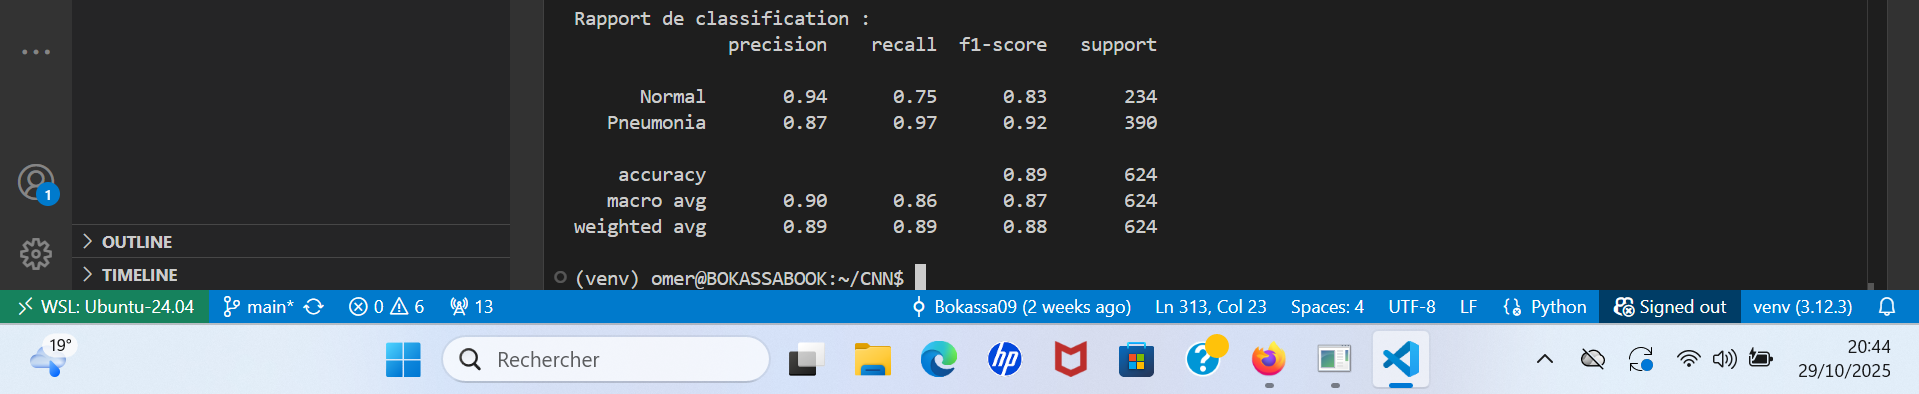 Rapport de classification :
precision recall f1-score support
Normal 0.94 0.75 0.83 234
Pneumonia 0.87 0.97 0.92 390
accuracy 0.89 624
macro avg 0.90 0.86 0.87 624
weighted avg 0.89 0.89 0.88 624
(venv) omer@BOKASSABOOK:~/CNN$
1
OUTLINE
TIMELINE
WSL: Ubuntu-24.04 main* 0 6 13 Bokassa09 (2 weeks ago) Ln 313, Col 23 Spaces: 4 UTF-8 LF Python Signed out venv (3.12.3)
19°
Rechercher
hp
?
20:44
29/10/2025